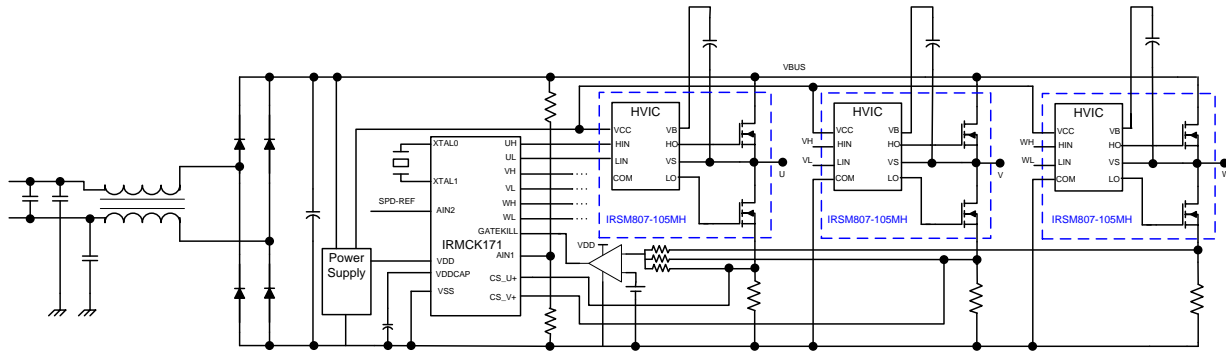 VBUS
HVIC
VCC
HIN
LIN
COM
VB
HO
VS
LO
U
IRSM807-105MH
HVIC
VH
VL
VCC
HIN
LIN
COM
VB
HO
VS
LO
V
IRSM807-105MH
HVIC
WH
WL
VCC
HIN
LIN
COM
VB
HO
VS
LO
W
IRSM807-105MH
XTAL0
XTAL1
SPD-REF
AIN2
IRMCK171
VDD
VDDCAP
VSS
UH
UL
VH
VL
WH
WL
GATEKILL
AIN1
CS_U+
CS_V+
....
....
....
....
VDD
Power
Supply